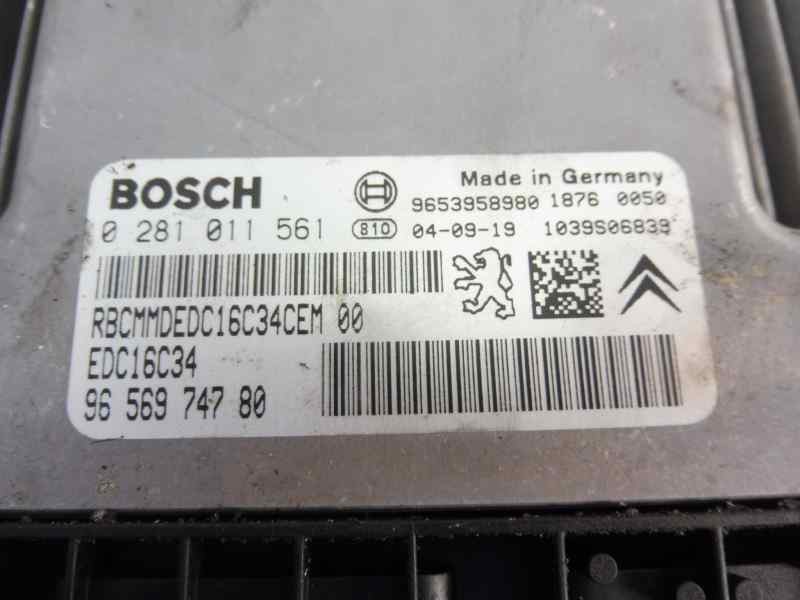 BOSCH
Made in Germany
9653958980 1876 0050
0 281 011 561 810 04-09-19 1039S06839
RBCMMDEDC16C34CEM 00
EDC16C34
96 569 747 80